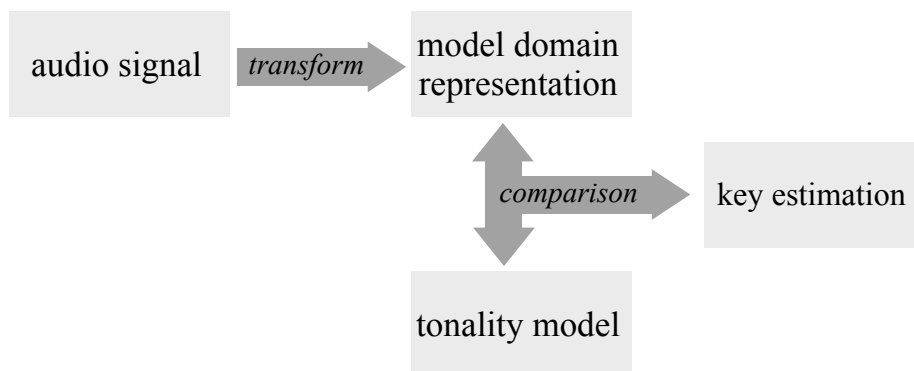 audio signal
transform
model domain
representation
comparison
key estimation
tonality model